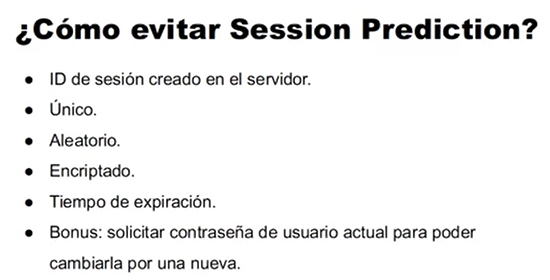 ¿Cómo evitar Session Prediction?
● ID de sesión creado en el servidor.
● Único.
● Aleatorio.
● Encriptado.
● Tiempo de expiración.
● Bonus: solicitar contraseña de usuario actual para poder
cambiarla por una nueva.